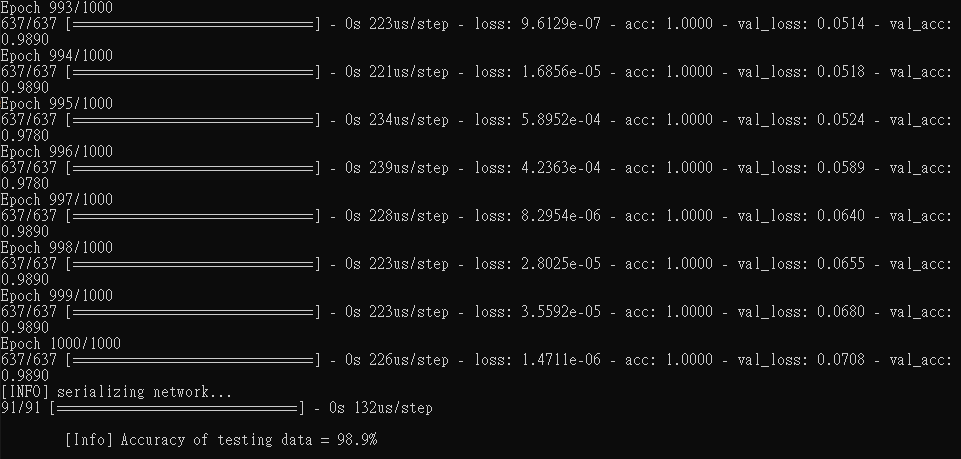 Epoch 993/1000
637/637 [==============================] - 0s 223us/step - loss: 9.6129e-07 - acc: 1.0000 - val_loss: 0.0514 - val_acc:
0.9890
Epoch 994/1000
637/637 [==============================] - 0s 221us/step - loss: 1.6856e-05 - acc: 1.0000 - val_loss: 0.0518 - val_acc:
0.9890
Epoch 995/1000
637/637 [==============================] - 0s 234us/step - loss: 5.8952e-04 - acc: 1.0000 - val_loss: 0.0524 - val_acc:
0.9780
Epoch 996/1000
637/637 [==============================] - 0s 239us/step - loss: 4.2363e-04 - acc: 1.0000 - val_loss: 0.0589 - val_acc:
0.9780
Epoch 997/1000
637/637 [==============================] - 0s 228us/step - loss: 8.2954e-06 - acc: 1.0000 - val_loss: 0.0640 - val_acc:
0.9890
Epoch 998/1000
637/637 [==============================] - 0s 223us/step - loss: 2.8025e-05 - acc: 1.0000 - val_loss: 0.0655 - val_acc:
0.9890
Epoch 999/1000
637/637 [==============================] - 0s 223us/step - loss: 3.5592e-05 - acc: 1.0000 - val_loss: 0.0680 - val_acc:
0.9890
Epoch 1000/1000
637/637 [==============================] - 0s 226us/step - loss: 1.4711e-06 - acc: 1.0000 - val_loss: 0.0708 - val_acc:
0.9890
[INFO] serializing network...
91/91 [==============================] - 0s 132us/step
[Info] Accuracy of testing data = 98.9%